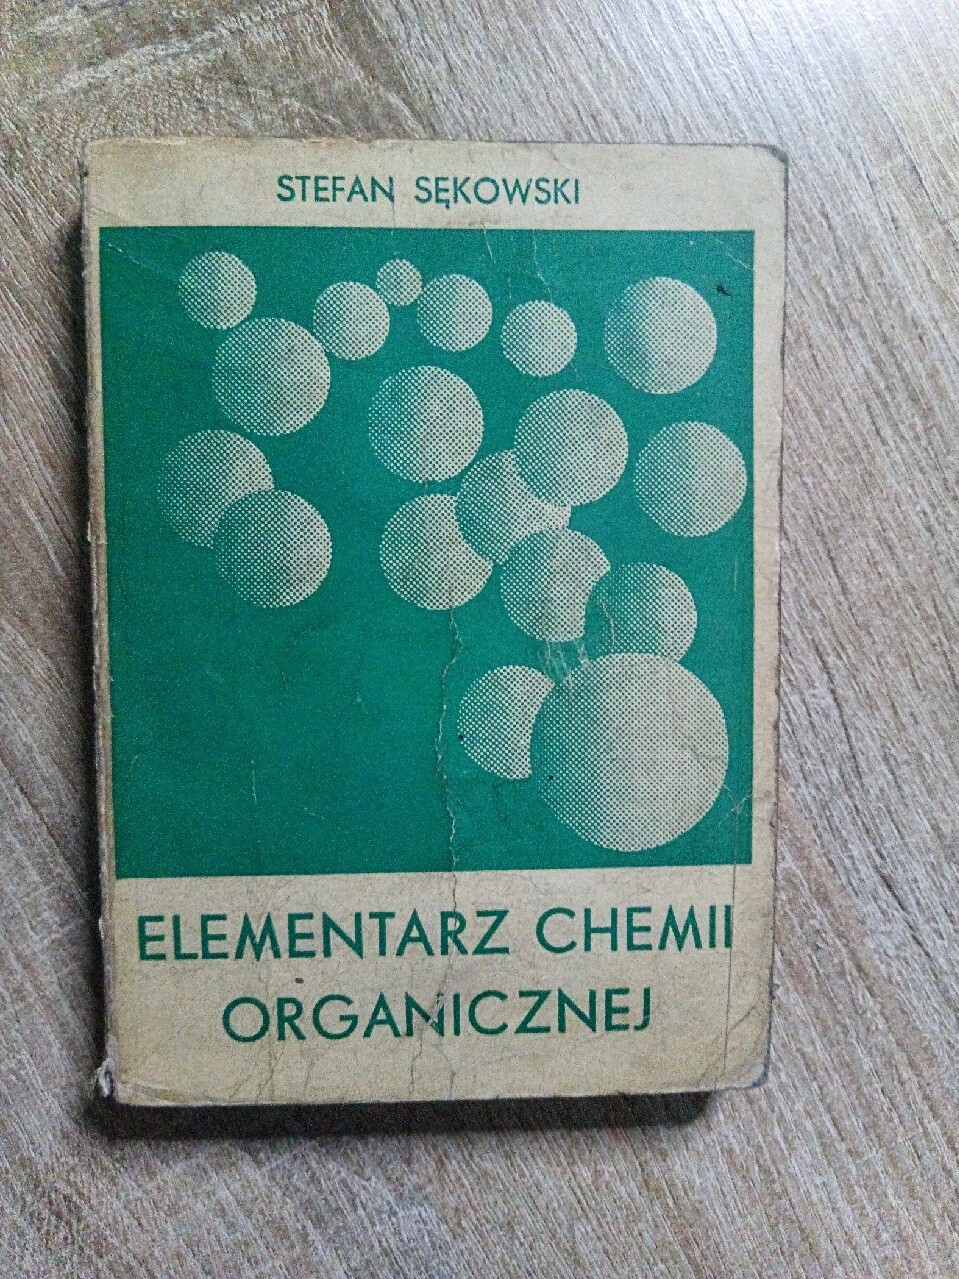 STEFAN SĘKOWSKI
ELEMENTARZ CHEMII
ORGANICZNEJ